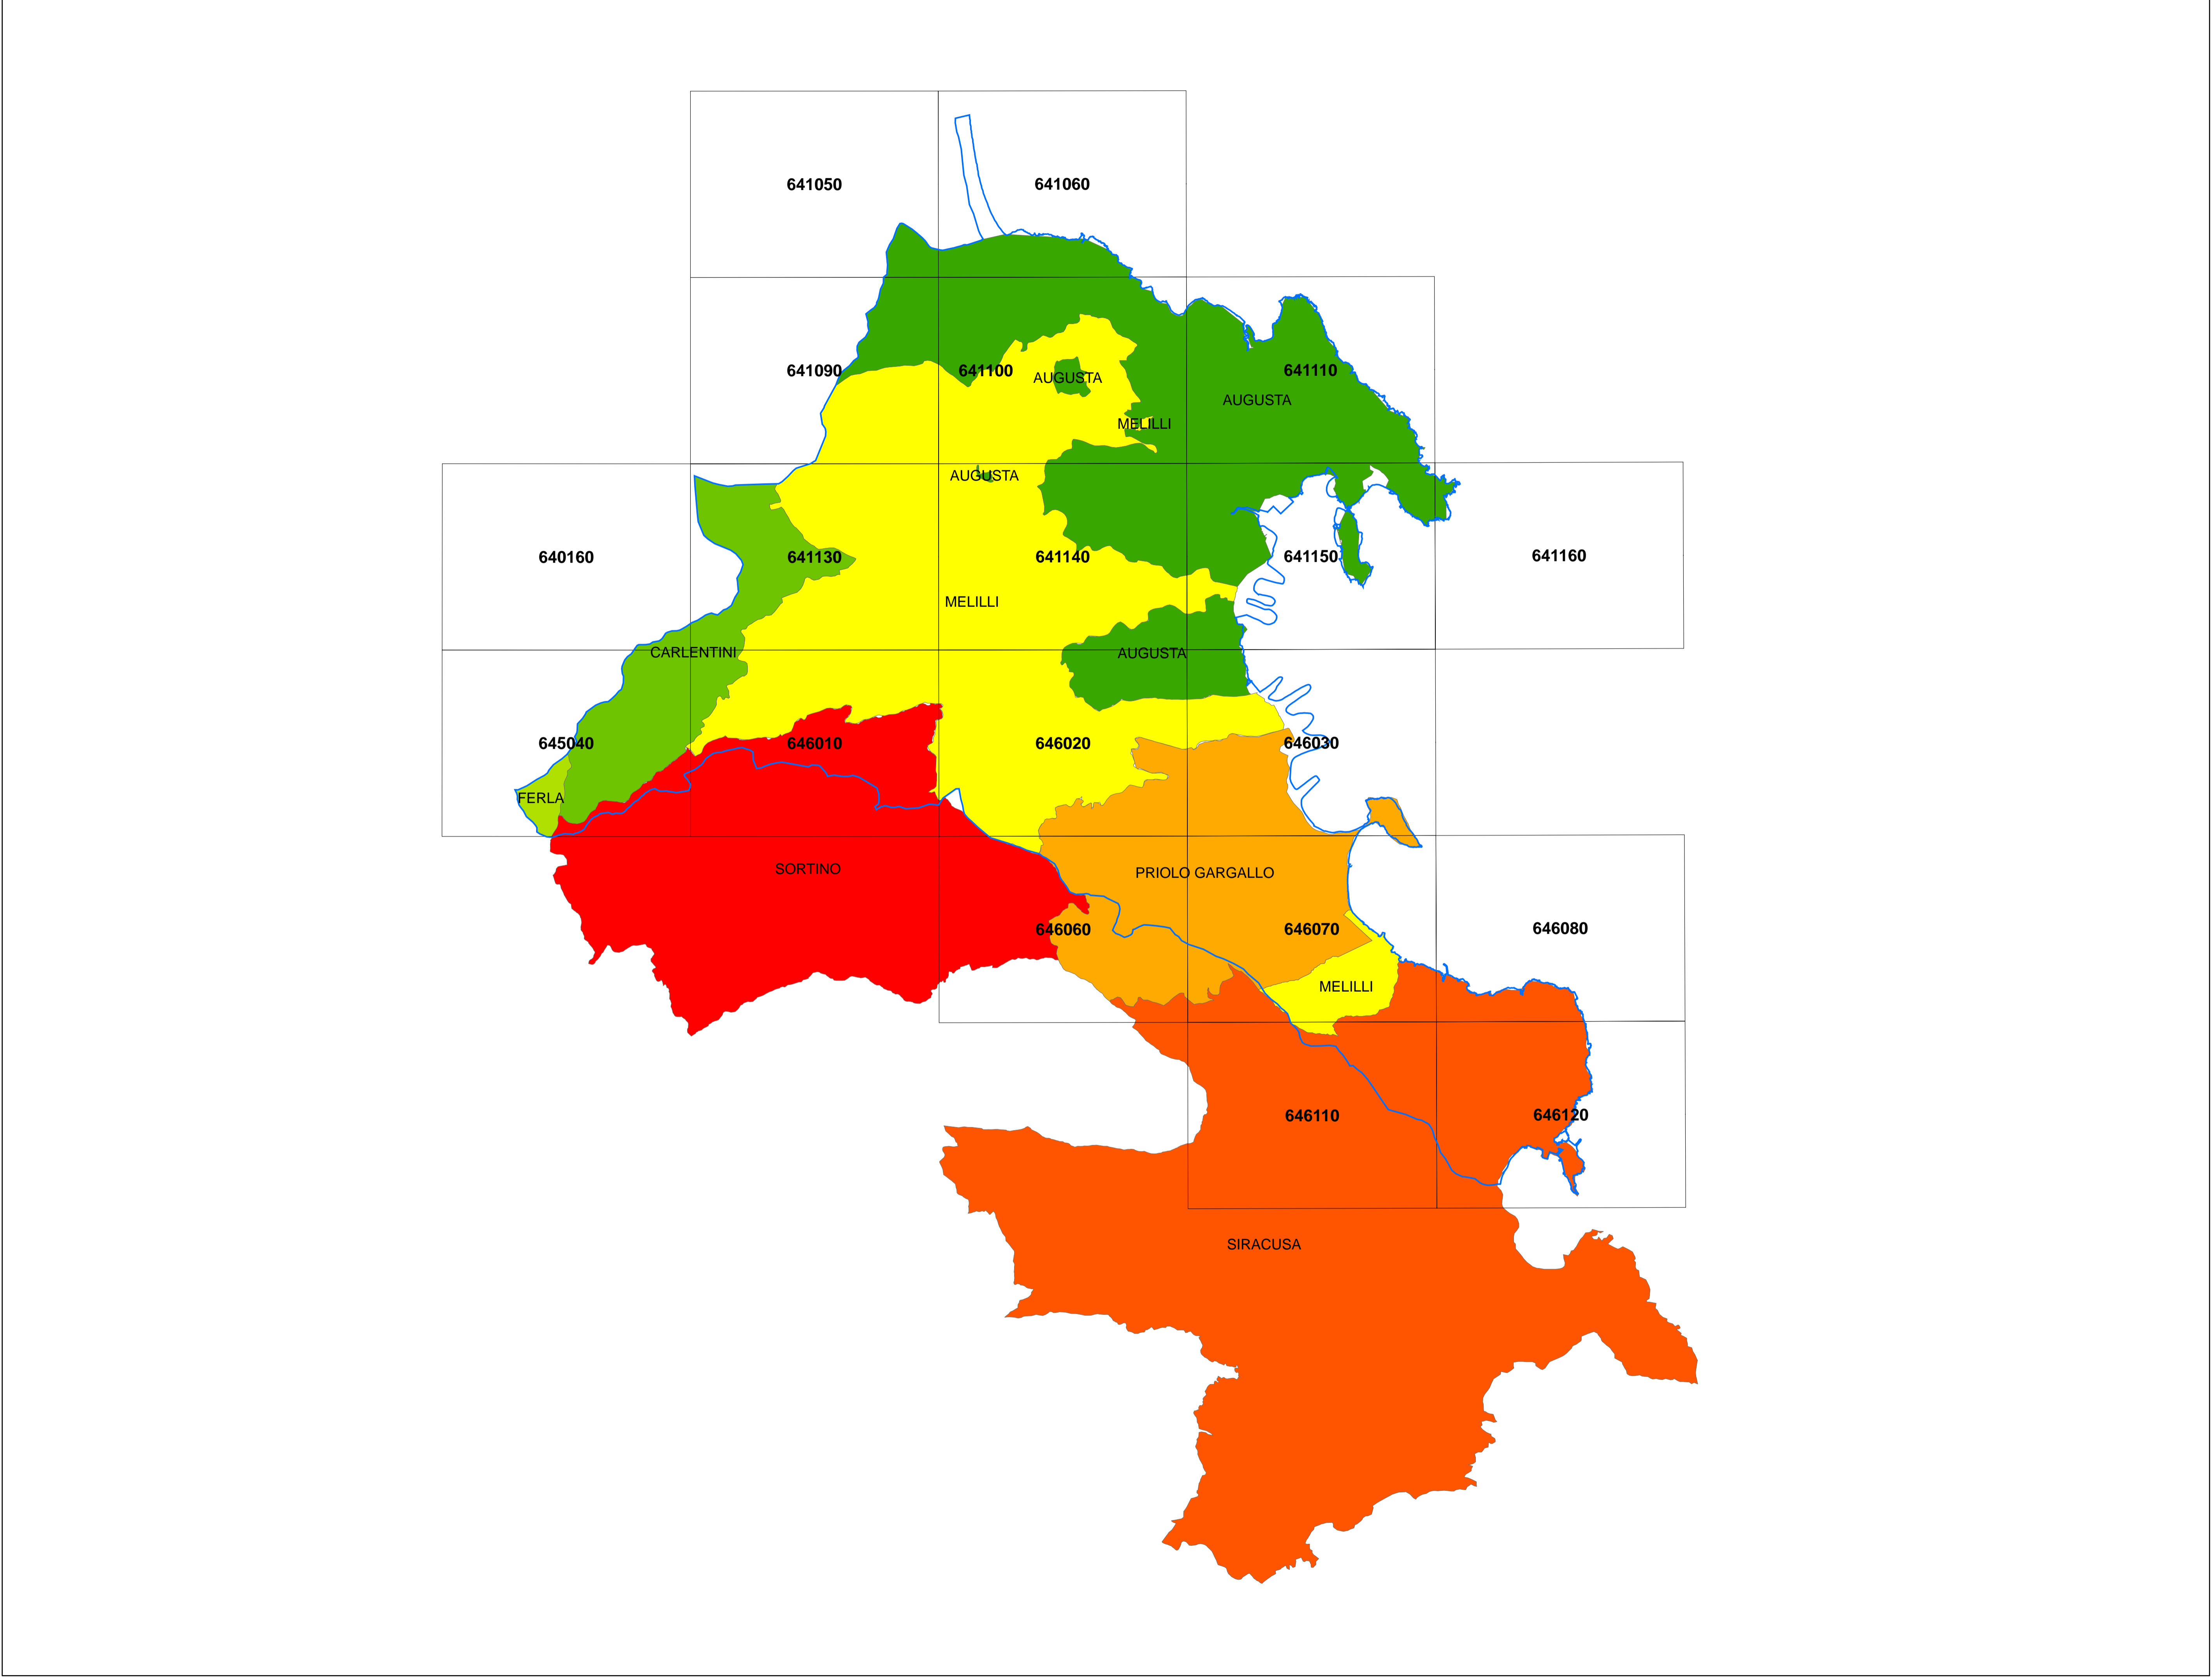 641050
641060
641090
641100
641110
AUGUSTA
AUGUSTA
MELILLI
AUGUSTA
640160
641130
641140
641150
641160
MELILLI
CARLENTINI
AUGUSTA
645040
646010
646020
646030
FERLA
SORTINO
PRIOLO GARGALLO
646060
646070
646080
MELILLI
646110
646120
SIRACUSA